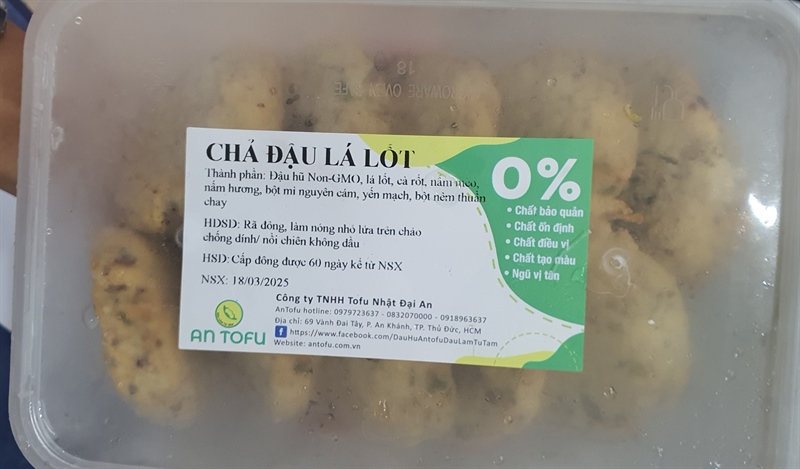 CHẢ ĐẬU LÁ LỐT
Thành phần: Đậu hũ Non-GMO, lá lốt, cà rốt, nấm mèo,
nấm hương, bột mì nguyên cám, yến mạch, bột nêm thuần
chay
HDSD: Rã đông, làm nóng nhỏ lửa trên chảo
chống dính/ nồi chiên không dầu
HSD: Cấp đông được 60 ngày kể từ NSX
NSX: 18/03/2025
0%
• Chất bảo quản
• Chất ổn định
• Chất điều vị
• Chất tạo màu
• Ngũ vị tân
AN TOFU
Công ty TNHH Tofu Nhật Đại An
AnTofu hotline: 0979723637 - 0832070000 - 0918963637
Địa chỉ: 69 Vành Đai Tây, P. An Khánh, TP. Thủ Đức, HCM
f https://www.facebook.com/DauHuAntofuDauLamTuTam
Website: antofu.com.vn
18